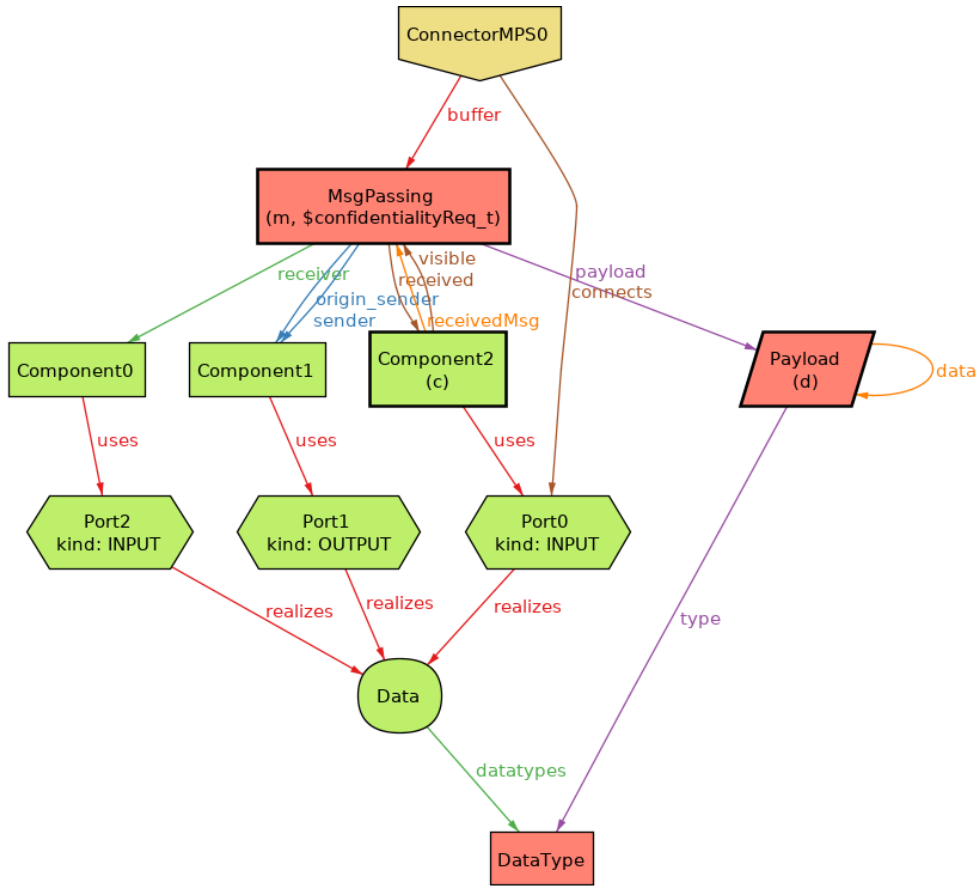 ConnectorMPS0
buffer
MsgPassing
(m, $confidentialityReq_t)
visible
receiver
received
payload
connects
origin_sender
sender
receivedMsg
Component0
Component1
Component2
(c)
Payload
(d)
data
uses
uses
uses
Port2
kind: INPUT
Port1
kind: OUTPUT
Port0
kind: INPUT
realizes
realizes
realizes
type
Data
datatypes
DataType